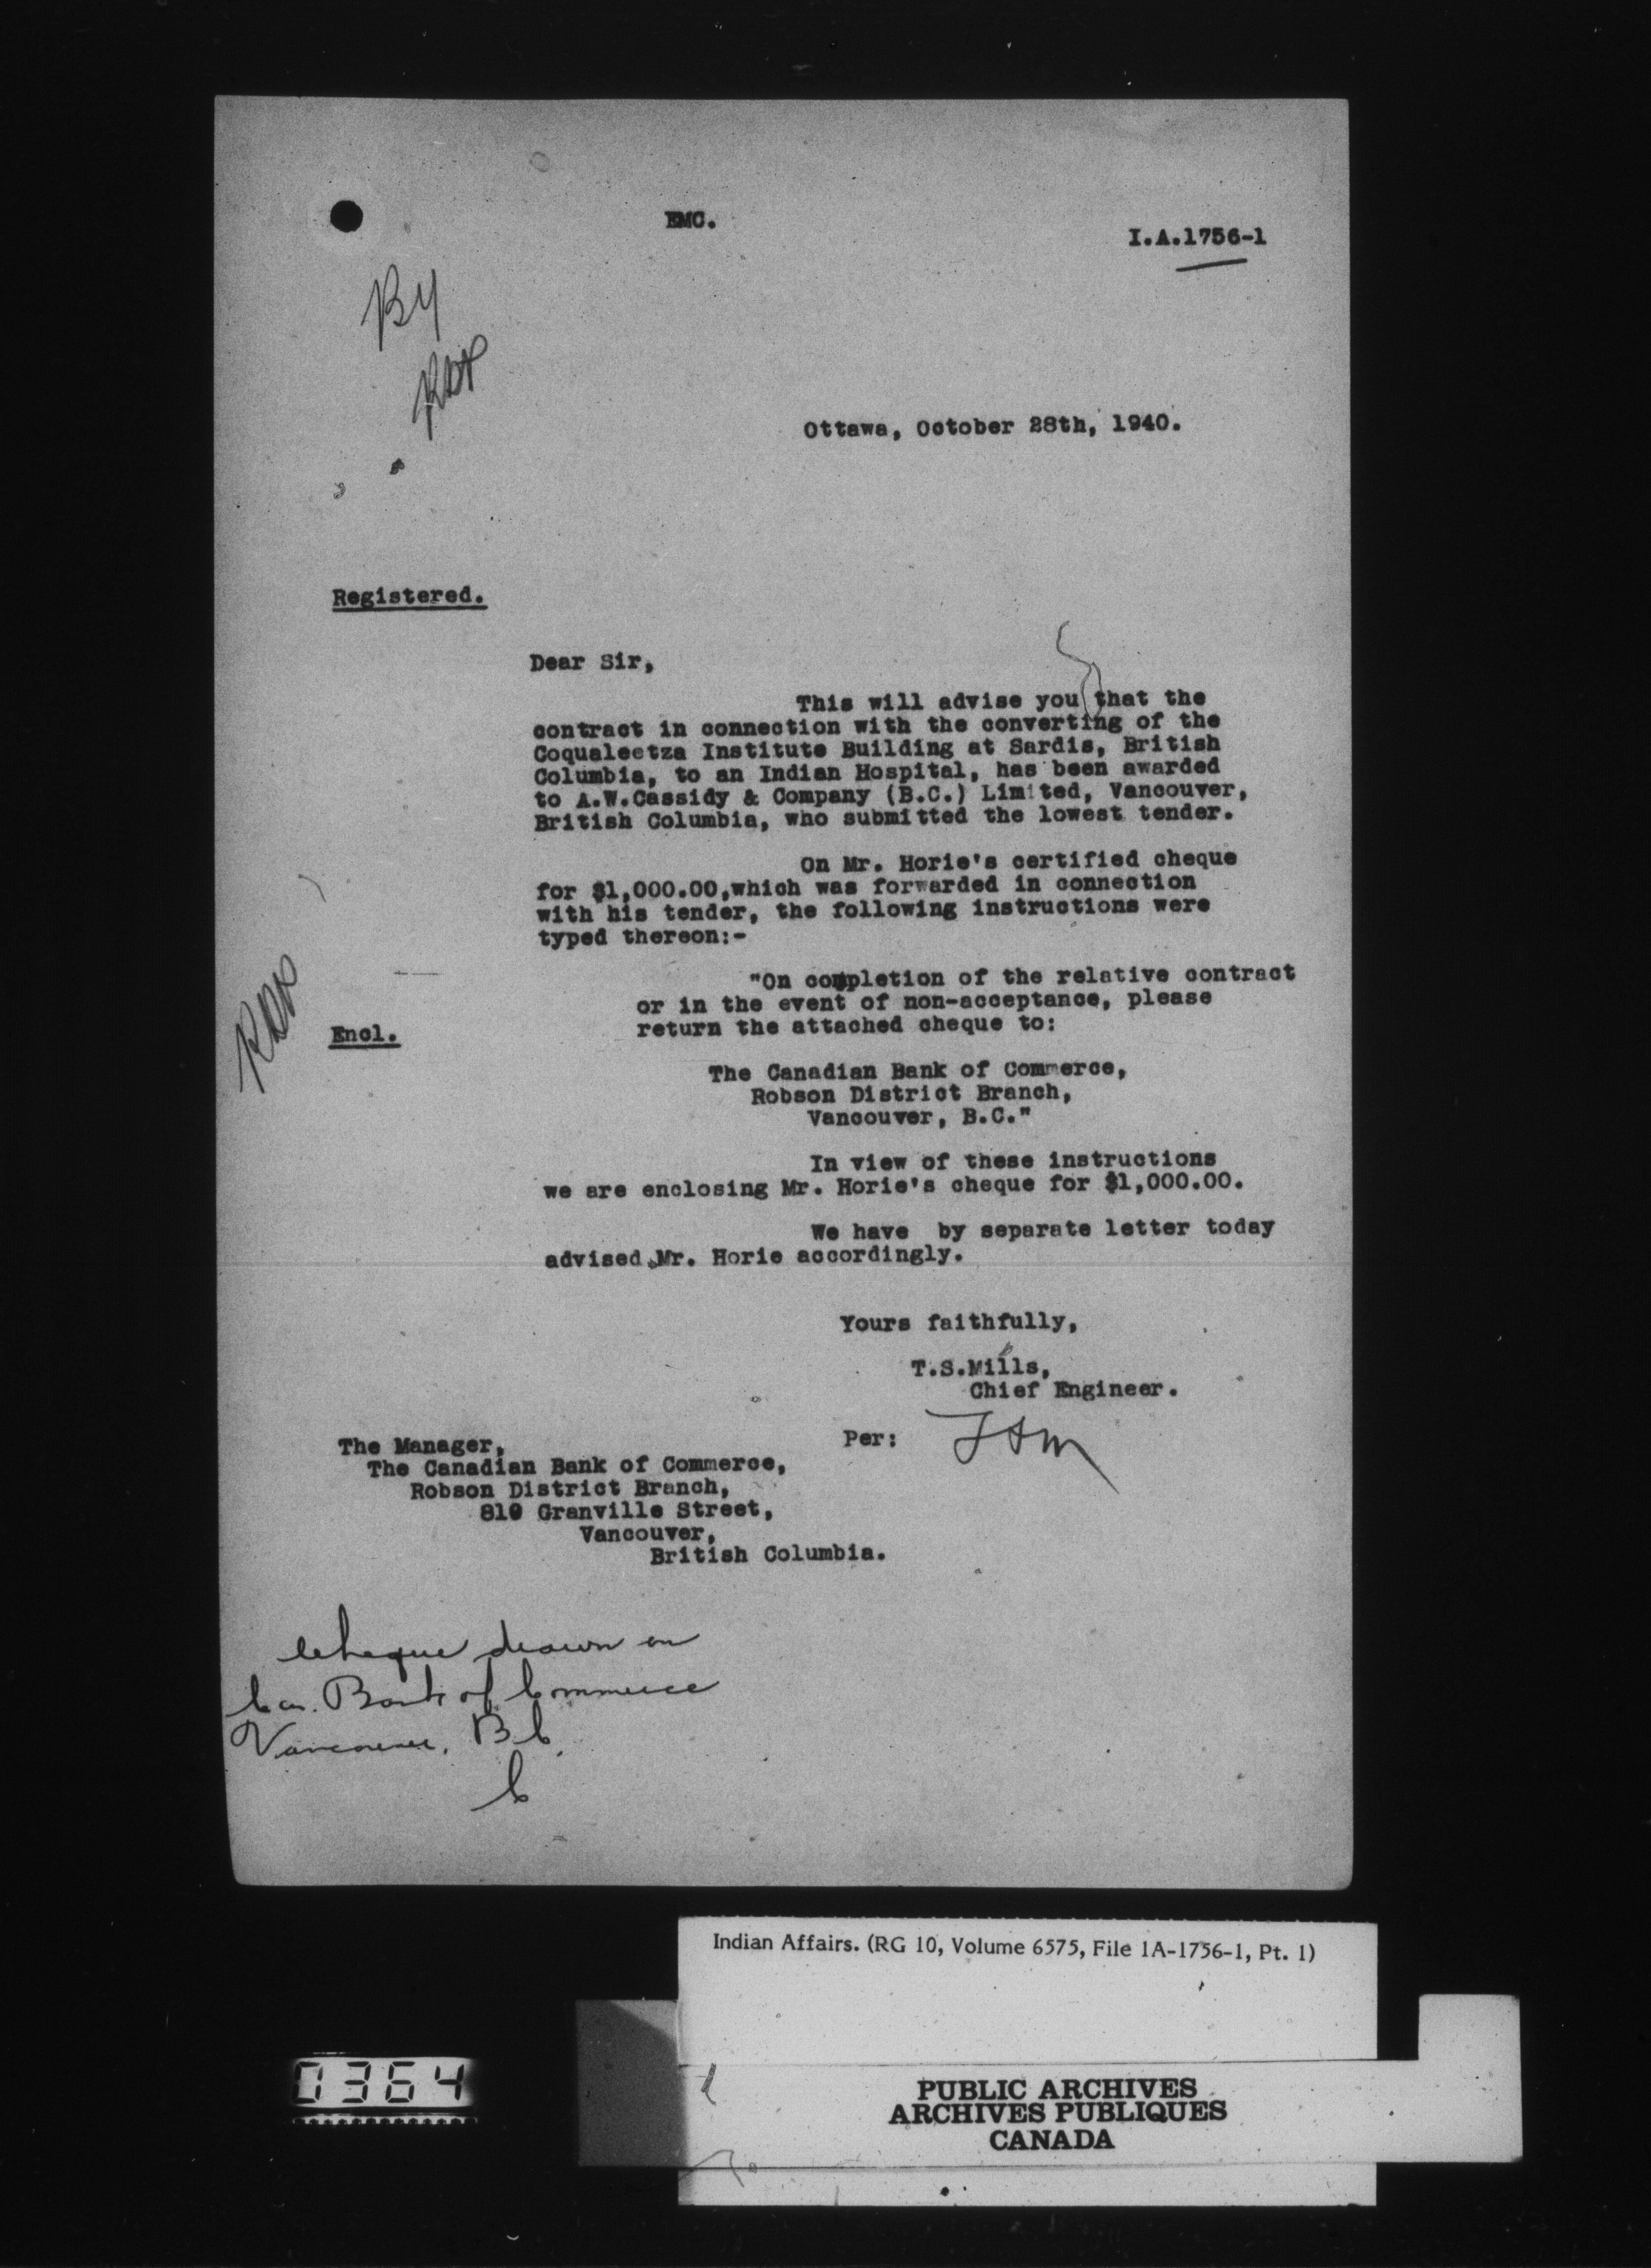 EMC.
I.A.1756-1
Ottawa, October 28th, 1940.
Registered.
Dear Sir,
This will advise you that the
contract in connection with the converting of the
Coqualeetza Institute Building at Sardis, British
Columbia, to an Indian Hospital, has been awarded
to A.W.Cassidy & Company (B.C.) Limited, Vancouver,
British Columbia, who submitted the lowest tender.
On Mr. Horie's certified cheque
for $1,000.00,which was forwarded in connection
with his tender, the following instructions were
typed thereon:-
"On completion of the relative contract
or in the event of non-acceptance, please
return the attached cheque to:
Encl.
The Canadian Bank of Commerce,
Robson District Branch,
Vancouver, B.C."
In view of these instructions
we are enclosing Mr. Horie's cheque for $1,000.00.
We have by separate letter today
advised Mr. Horie accordingly.
Yours faithfully,
T.S.Mills,
Chief Engineer.
Per: TSM
The Manager,
The Canadian Bank of Commerce,
Robson District Branch,
819 Granville Street,
Vancouver,
British Columbia.
Cheque drawn on
Can. Bank of Commerce
Vancouver, BC.
C
Indian Affairs. (RG 10, Volume 6575, File 1A-1756-1, Pt. 1)
0364
PUBLIC ARCHIVES
ARCHIVES PUBLIQUES
CANADA